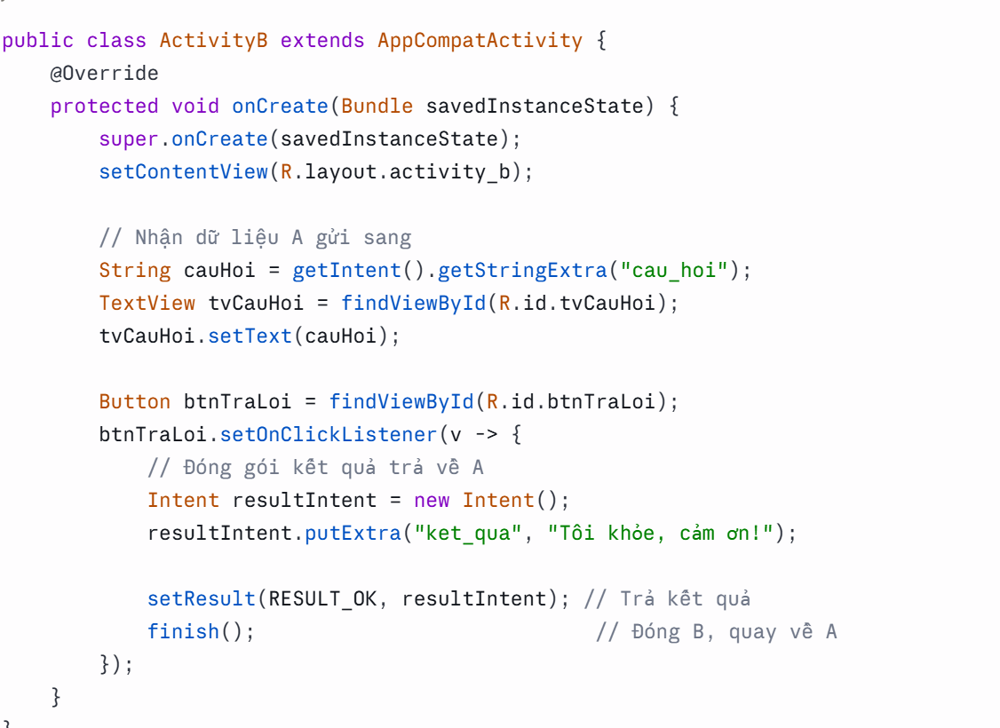 public class ActivityB extends AppCompatActivity {
    @Override
    protected void onCreate(Bundle savedInstanceState) {
        super.onCreate(savedInstanceState);
        setContentView(R.layout.activity_b);

        // Nhận dữ liệu A gửi sang
        String cauHoi = getIntent().getStringExtra("cau_hoi");
        TextView tvCauHoi = findViewById(R.id.tvCauHoi);
        tvCauHoi.setText(cauHoi);

        Button btnTraLoi = findViewById(R.id.btnTraLoi);
        btnTraLoi.setOnClickListener(v -> {
            // Đóng gói kết quả trả về A
            Intent resultIntent = new Intent();
            resultIntent.putExtra("ket_qua", "Tôi khỏe, cảm ơn!");

            setResult(RESULT_OK, resultIntent); // Trả kết quả
            finish();                            // Đóng B, quay về A
        });
    }
}